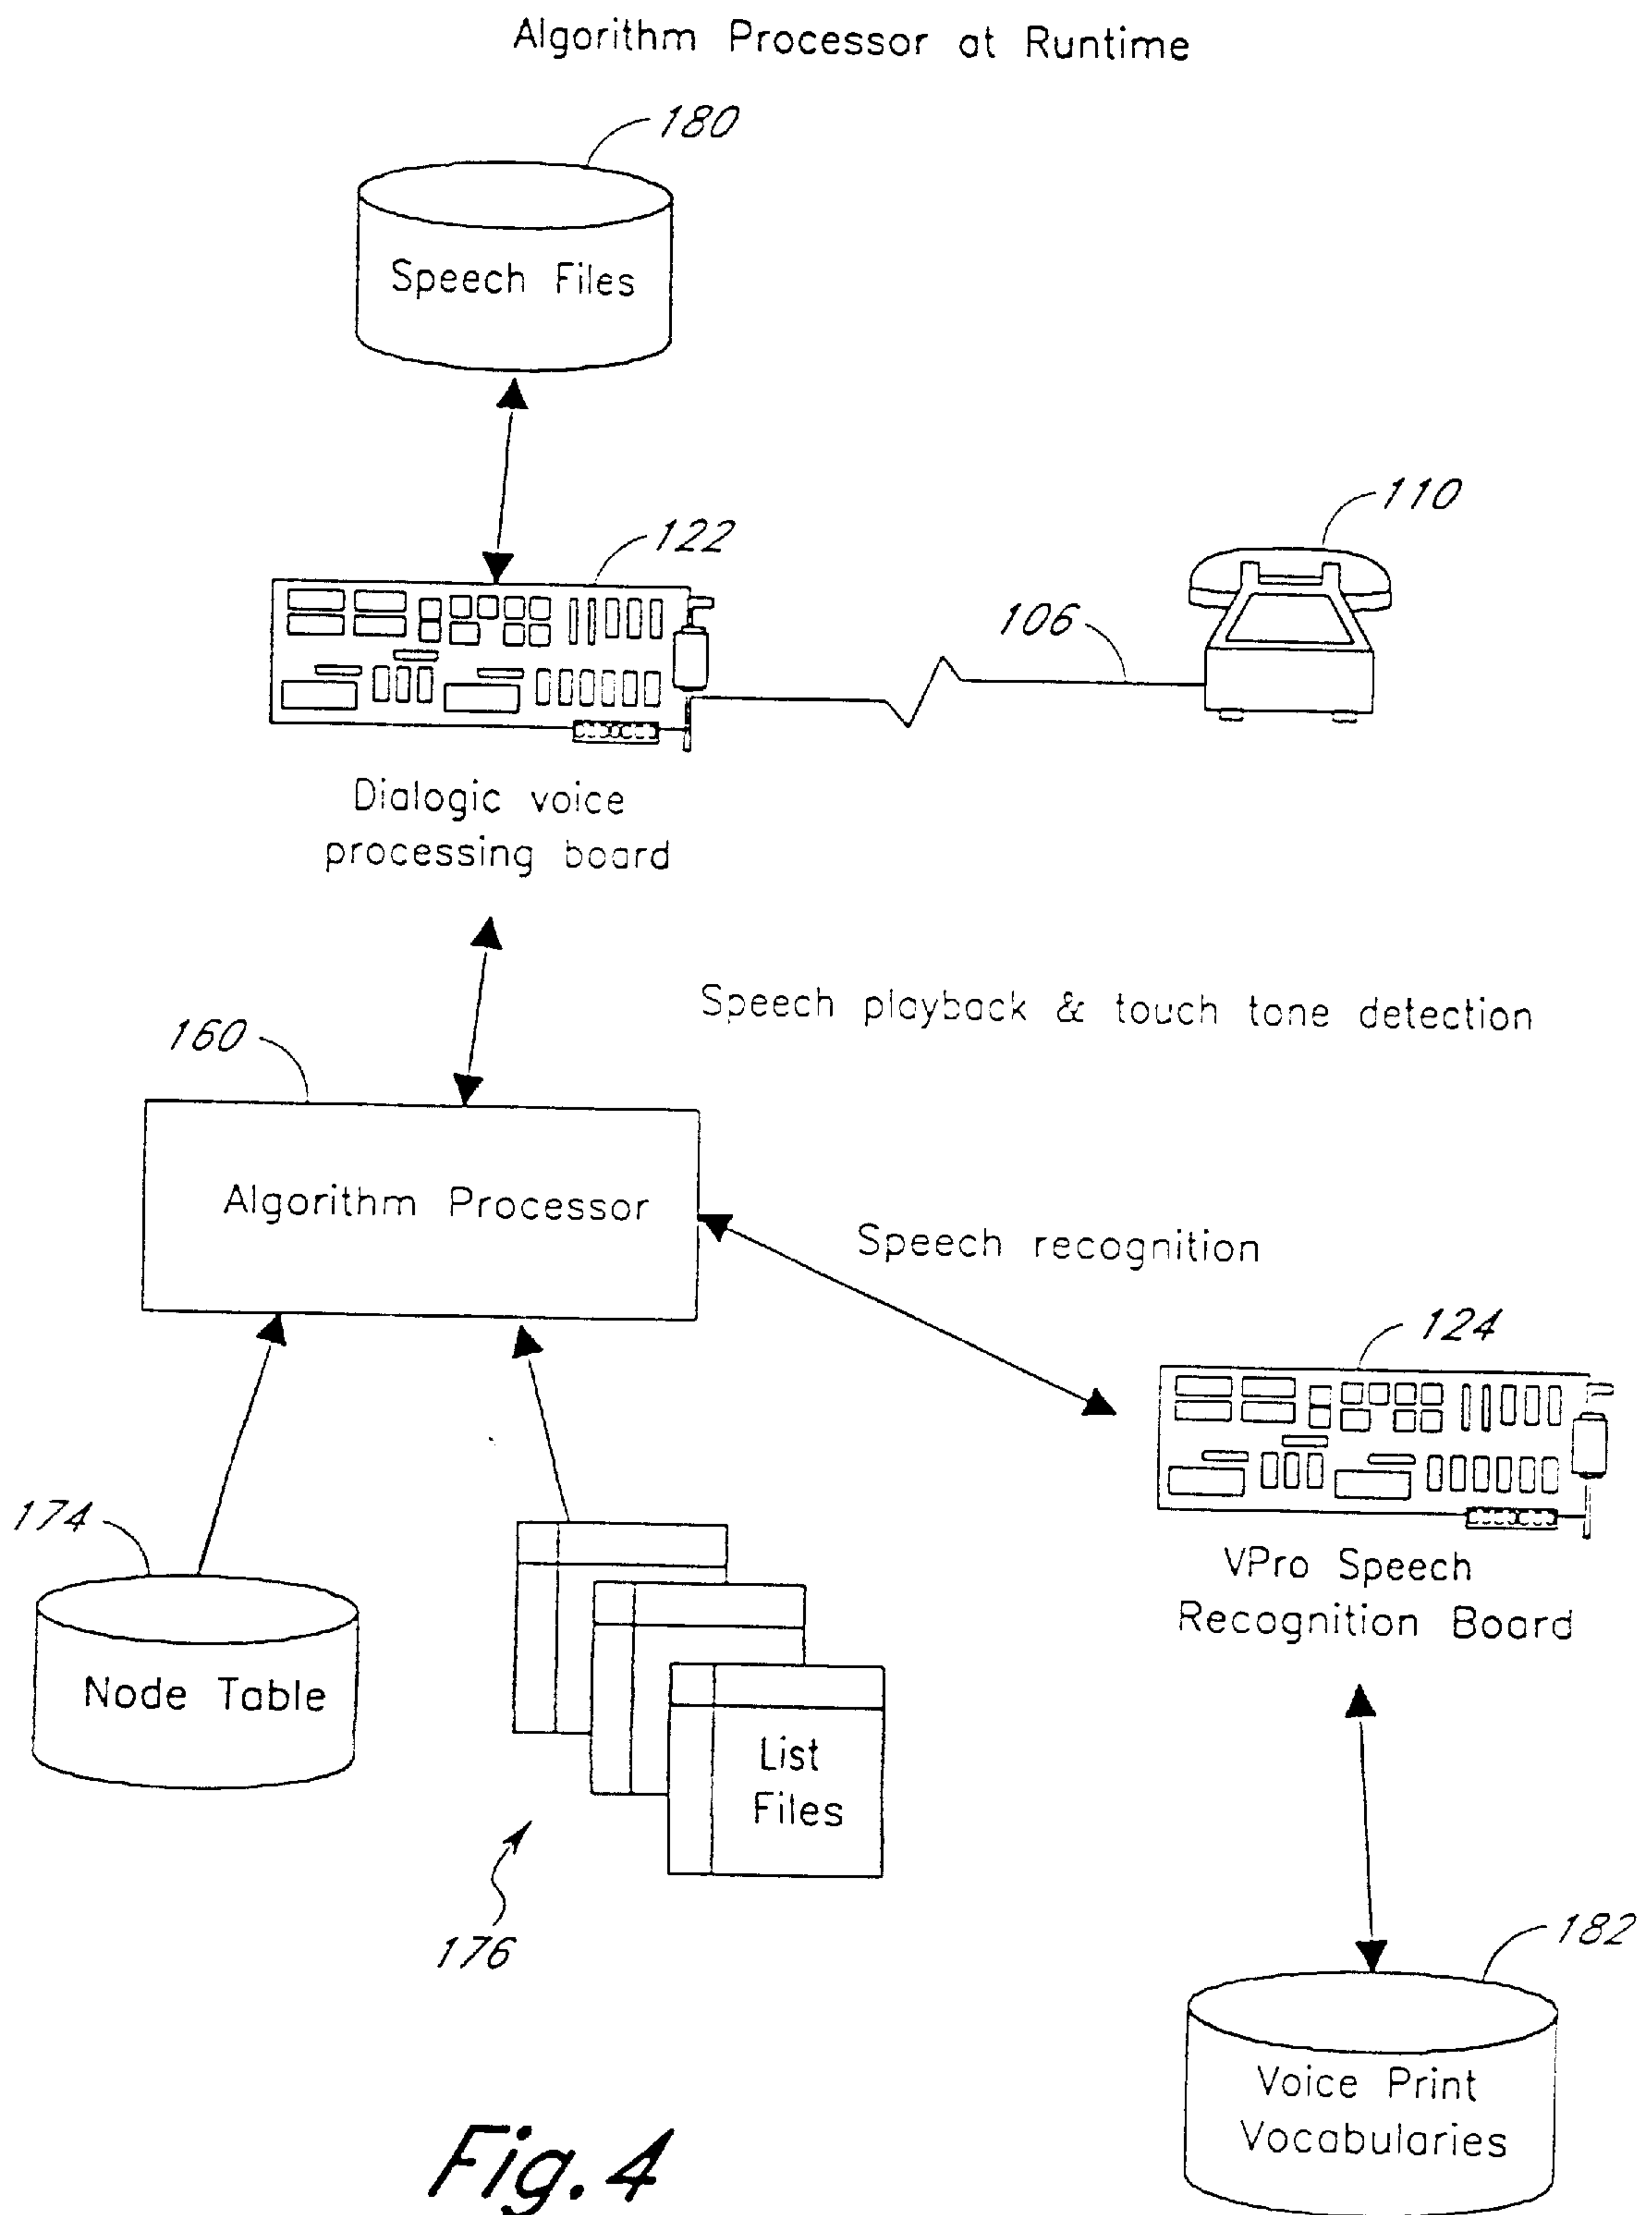 Algorithm Processor at Runtime
180
Speech Files
122
110
106
Dialogic voice
processing board
Speech playback & touch tone detection
160
Algorithm Processor
Speech recognition
124
VPro Speech
Recognition Board
174
Node Table
List
Files
176
182
Voice Print
Vocabularies
Fig. 4